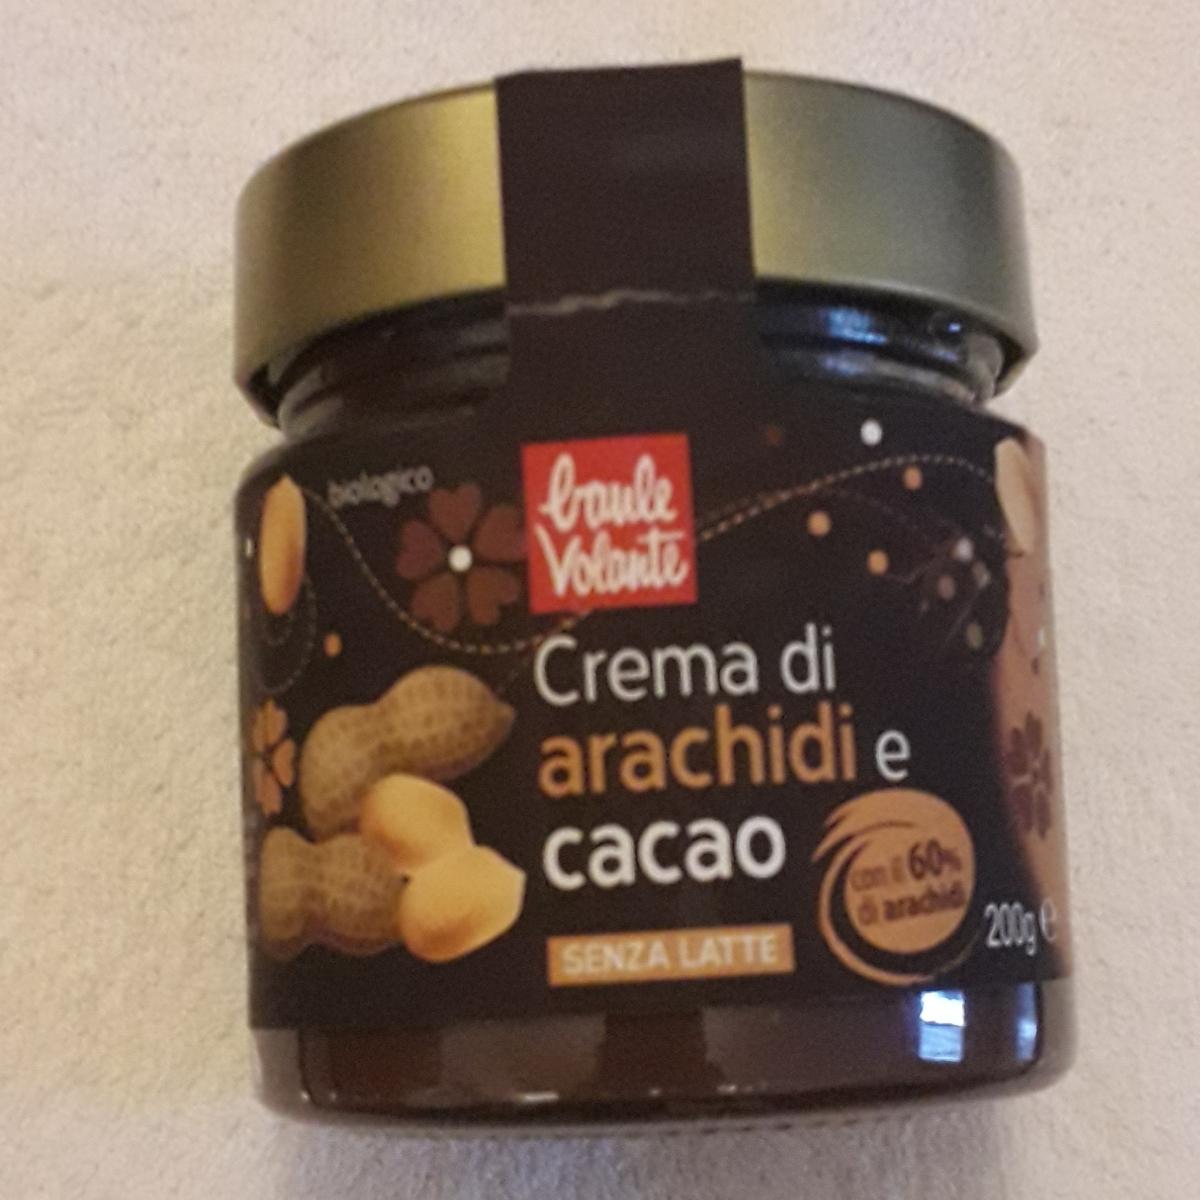 biologico
baule
volante
Crema di
arachidi e
cacao
con il 60%
di arachidi
200g e
SENZA LATTE